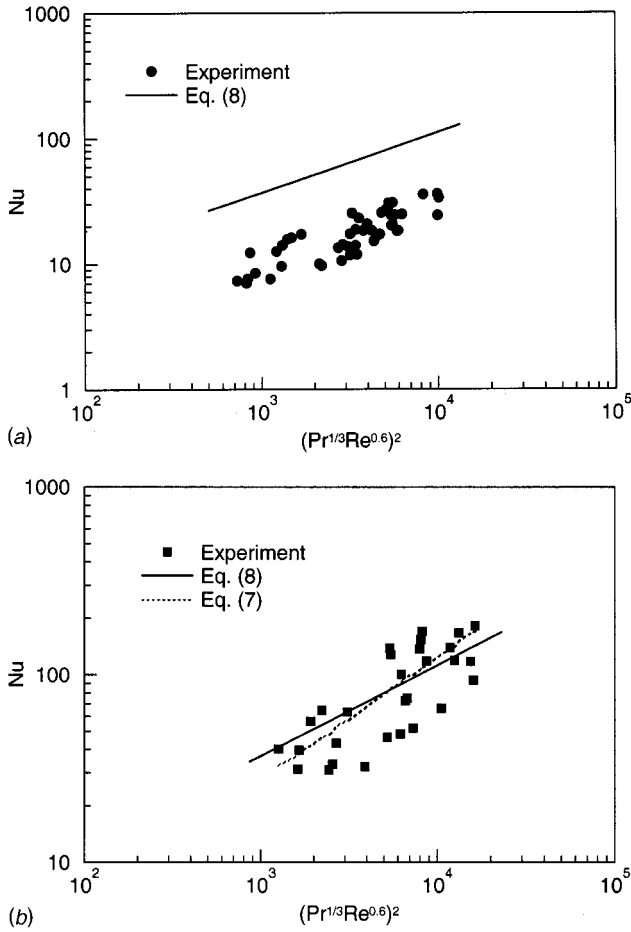 1000
Experiment
Eq. (8)
100
Nu
10
1
10²
10³
10⁴
10⁵
(Pr^1/3Re^0.6)²
(a)
1000
Experiment
Eq. (8)
Eq. (7)
Nu
100
10
10²
10³
10⁴
10⁵
(Pr^1/3Re^0.6)²
(b)